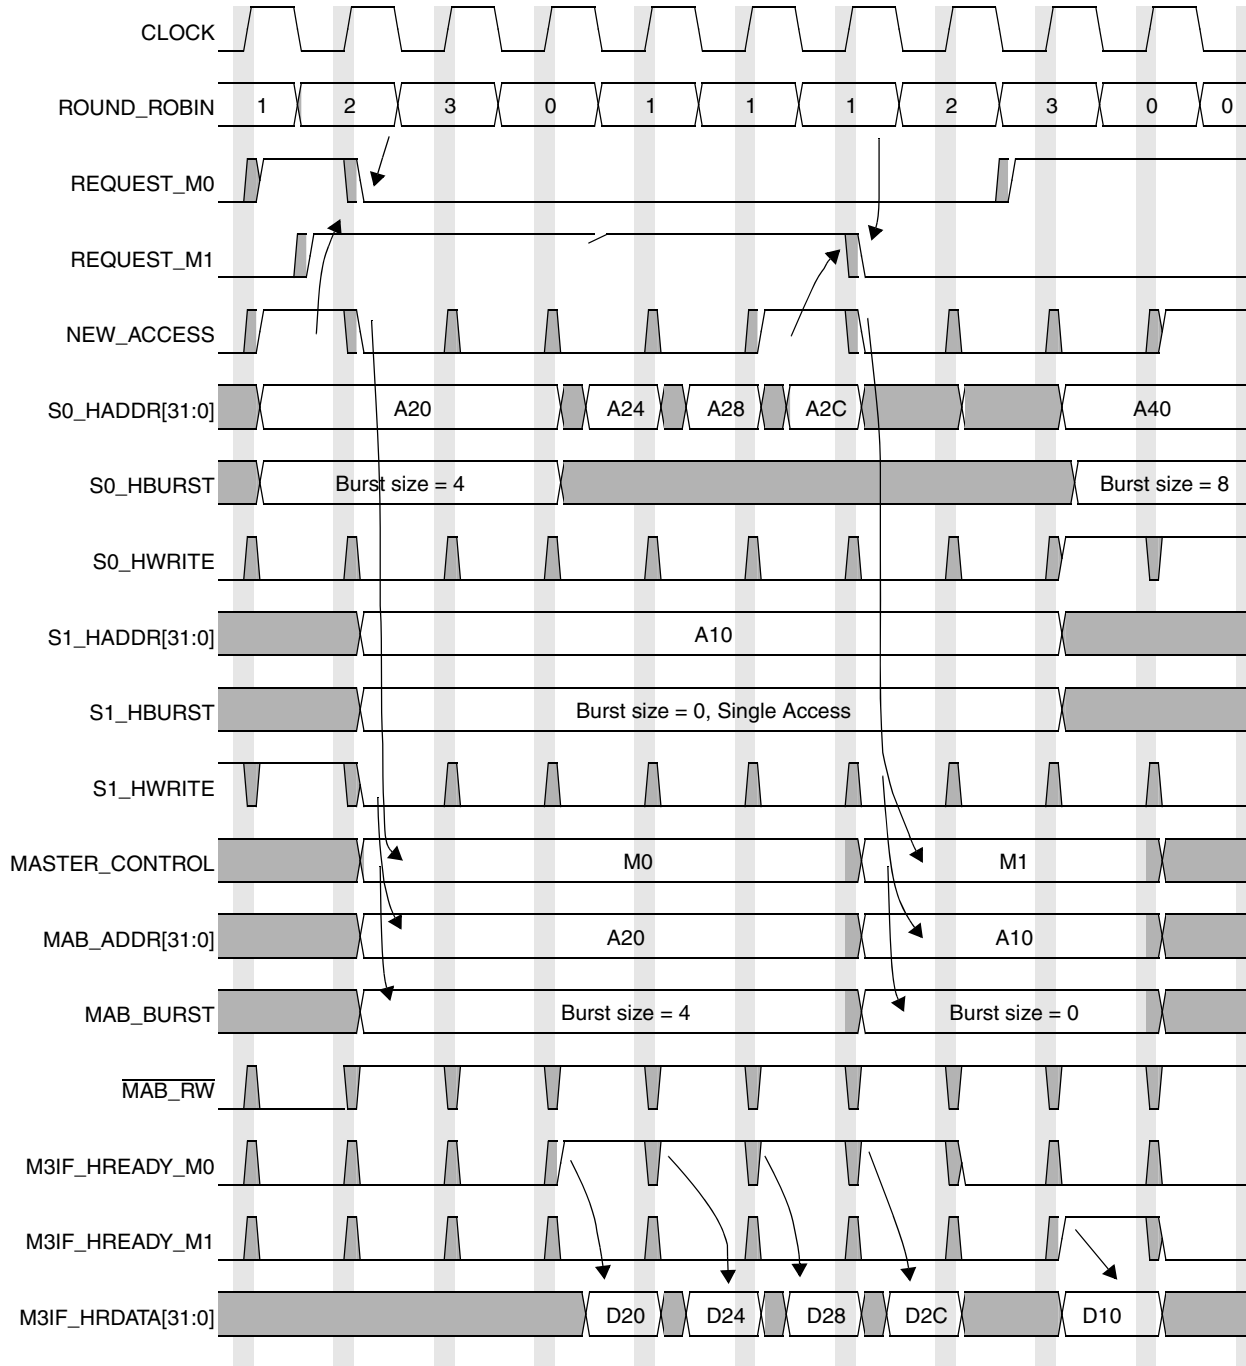 CLOCK
ROUND_ROBIN 1 2 3 0 1 1 1 2 3 0 0
REQUEST_M0
REQUEST_M1
NEW_ACCESS
S0_HADDR[31:0] A20 A24 A28 A2C A40
S0_HBURST Burst size = 4 Burst size = 8
S0_HWRITE
S1_HADDR[31:0] A10
S1_HBURST Burst size = 0, Single Access
S1_HWRITE
MASTER_CONTROL M0 M1
MAB_ADDR[31:0] A20 A10
MAB_BURST Burst size = 4 Burst size = 0
MAB_RW
M3IF_HREADY_M0
M3IF_HREADY_M1
M3IF_HRDATA[31:0] D20 D24 D28 D2C D10